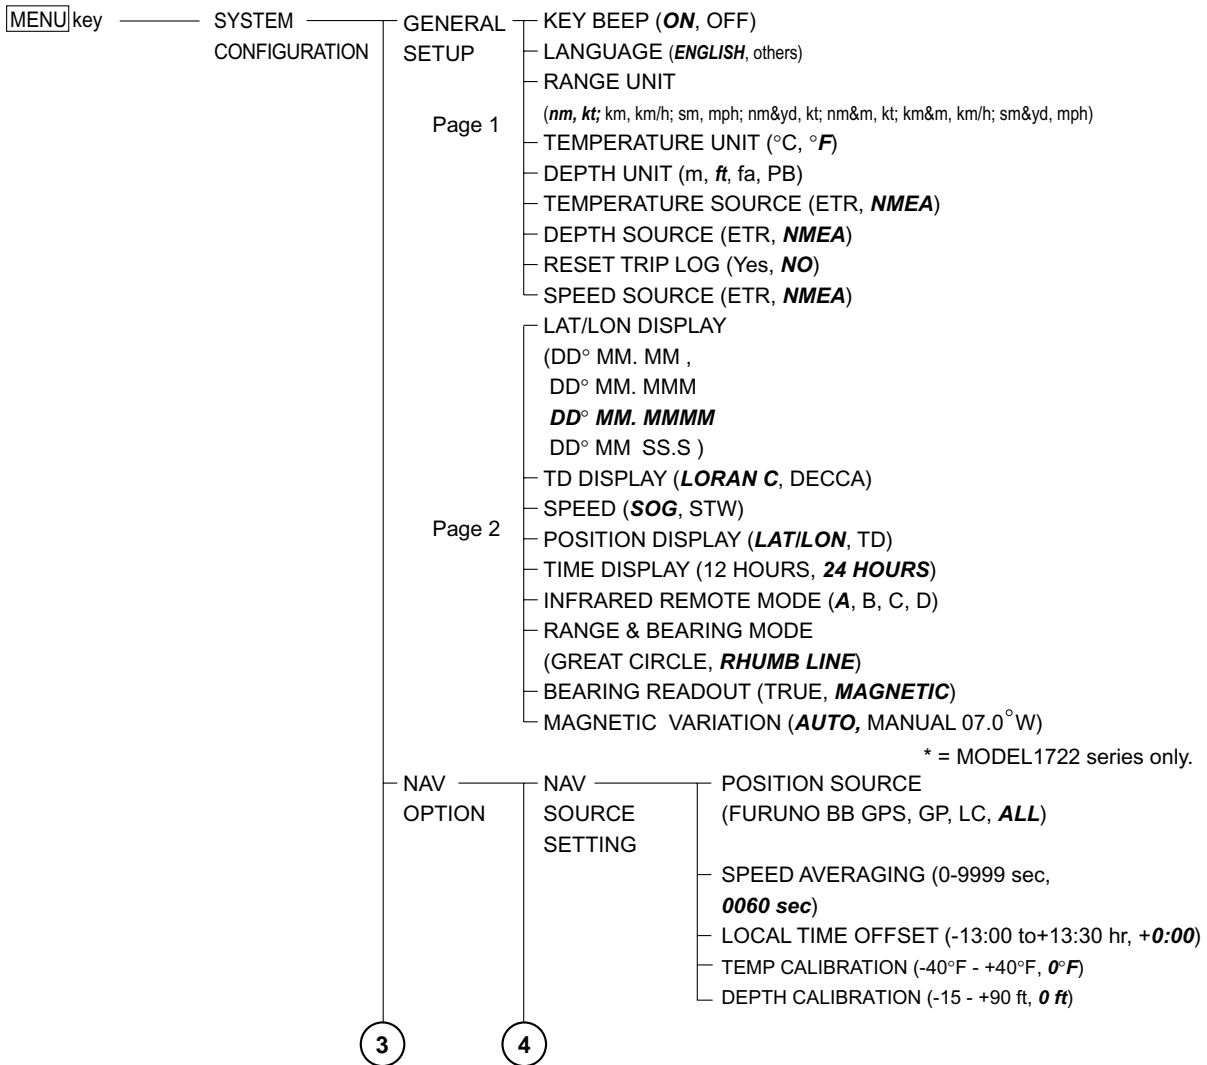 MENU key
SYSTEM
CONFIGURATION
GENERAL
SETUP
Page 1
KEY BEEP (ON, OFF)
LANGUAGE (ENGLISH, others)
RANGE UNIT
(nm, kt; km, km/h; sm, mph; nm&yd, kt; nm&m, kt; km&m, km/h; sm&yd, mph)
TEMPERATURE UNIT (°C, °F)
DEPTH UNIT (m, ft, fa, PB)
TEMPERATURE SOURCE (ETR, NMEA)
DEPTH SOURCE (ETR, NMEA)
RESET TRIP LOG (Yes, NO)
SPEED SOURCE (ETR, NMEA)
Page 2
LAT/LON DISPLAY
(DD° MM. MM ,
DD° MM. MMM
DD° MM. MMMM
DD° MM SS.S )
TD DISPLAY (LORAN C, DECCA)
SPEED (SOG, STW)
POSITION DISPLAY (LAT/LON, TD)
TIME DISPLAY (12 HOURS, 24 HOURS)
INFRARED REMOTE MODE (A, B, C, D)
RANGE & BEARING MODE
(GREAT CIRCLE, RHUMB LINE)
BEARING READOUT (TRUE, MAGNETIC)
MAGNETIC VARIATION (AUTO, MANUAL 07.0°W)
* = MODEL1722 series only.
NAV
OPTION
NAV
SOURCE
SETTING
POSITION SOURCE
(FURUNO BB GPS, GP, LC, ALL)
SPEED AVERAGING (0-9999 sec,
0060 sec)
LOCAL TIME OFFSET (-13:00 to+13:30 hr, +0:00)
TEMP CALIBRATION (-40°F - +40°F, 0°F)
DEPTH CALIBRATION (-15 - +90 ft, 0 ft)
3
4